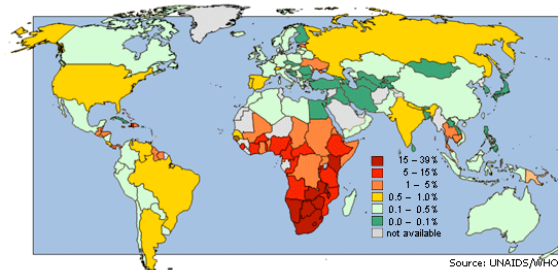 15 – 39%
5 – 15%
1 – 5%
0.5 – 1.0%
0.1 – 0.5%
0.0 – 0.1%
not available
Source: UNAIDS/WHO